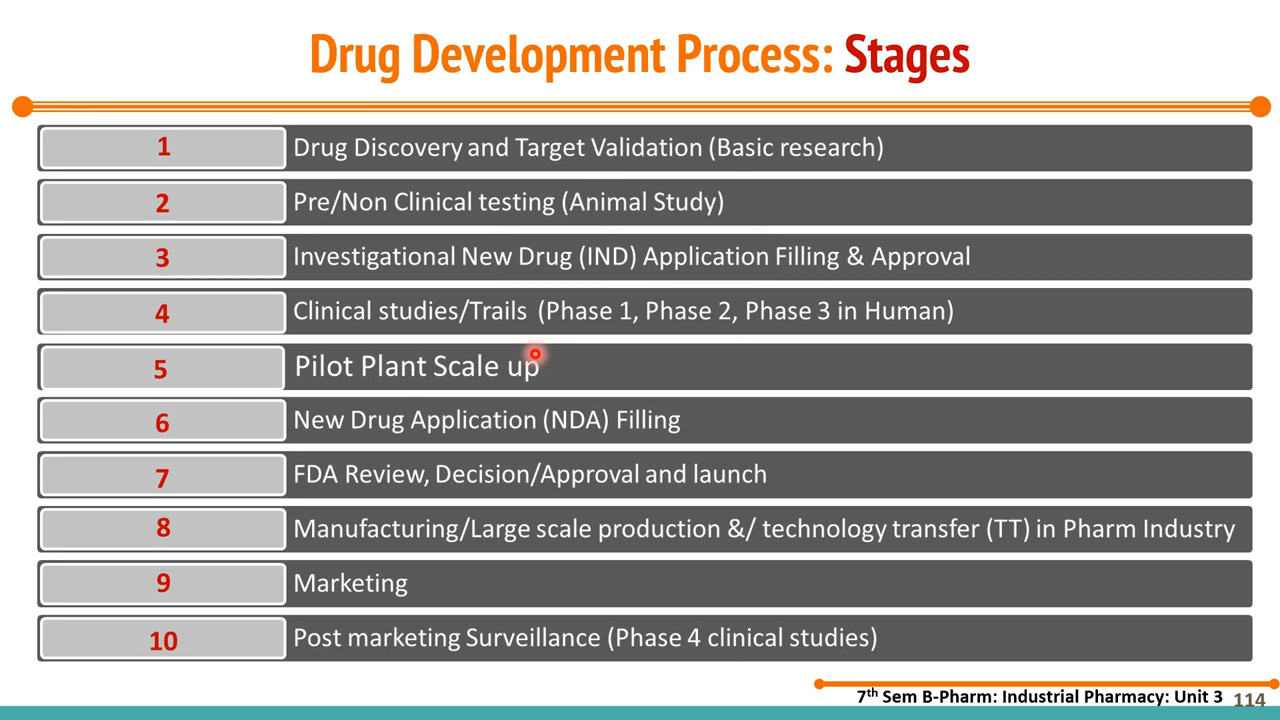 Drug Development Process: Stages
1 Drug Discovery and Target Validation (Basic research)
2 Pre/Non Clinical testing (Animal Study)
3 Investigational New Drug (IND) Application Filling & Approval
4 Clinical studies/Trails (Phase 1, Phase 2, Phase 3 in Human)
5 Pilot Plant Scale up
6 New Drug Application (NDA) Filling
7 FDA Review, Decision/Approval and launch
8 Manufacturing/Large scale production &/ technology transfer (TT) in Pharm Industry
9 Marketing
10 Post marketing Surveillance (Phase 4 clinical studies)
7th Sem B-Pharm: Industrial Pharmacy: Unit 3 114